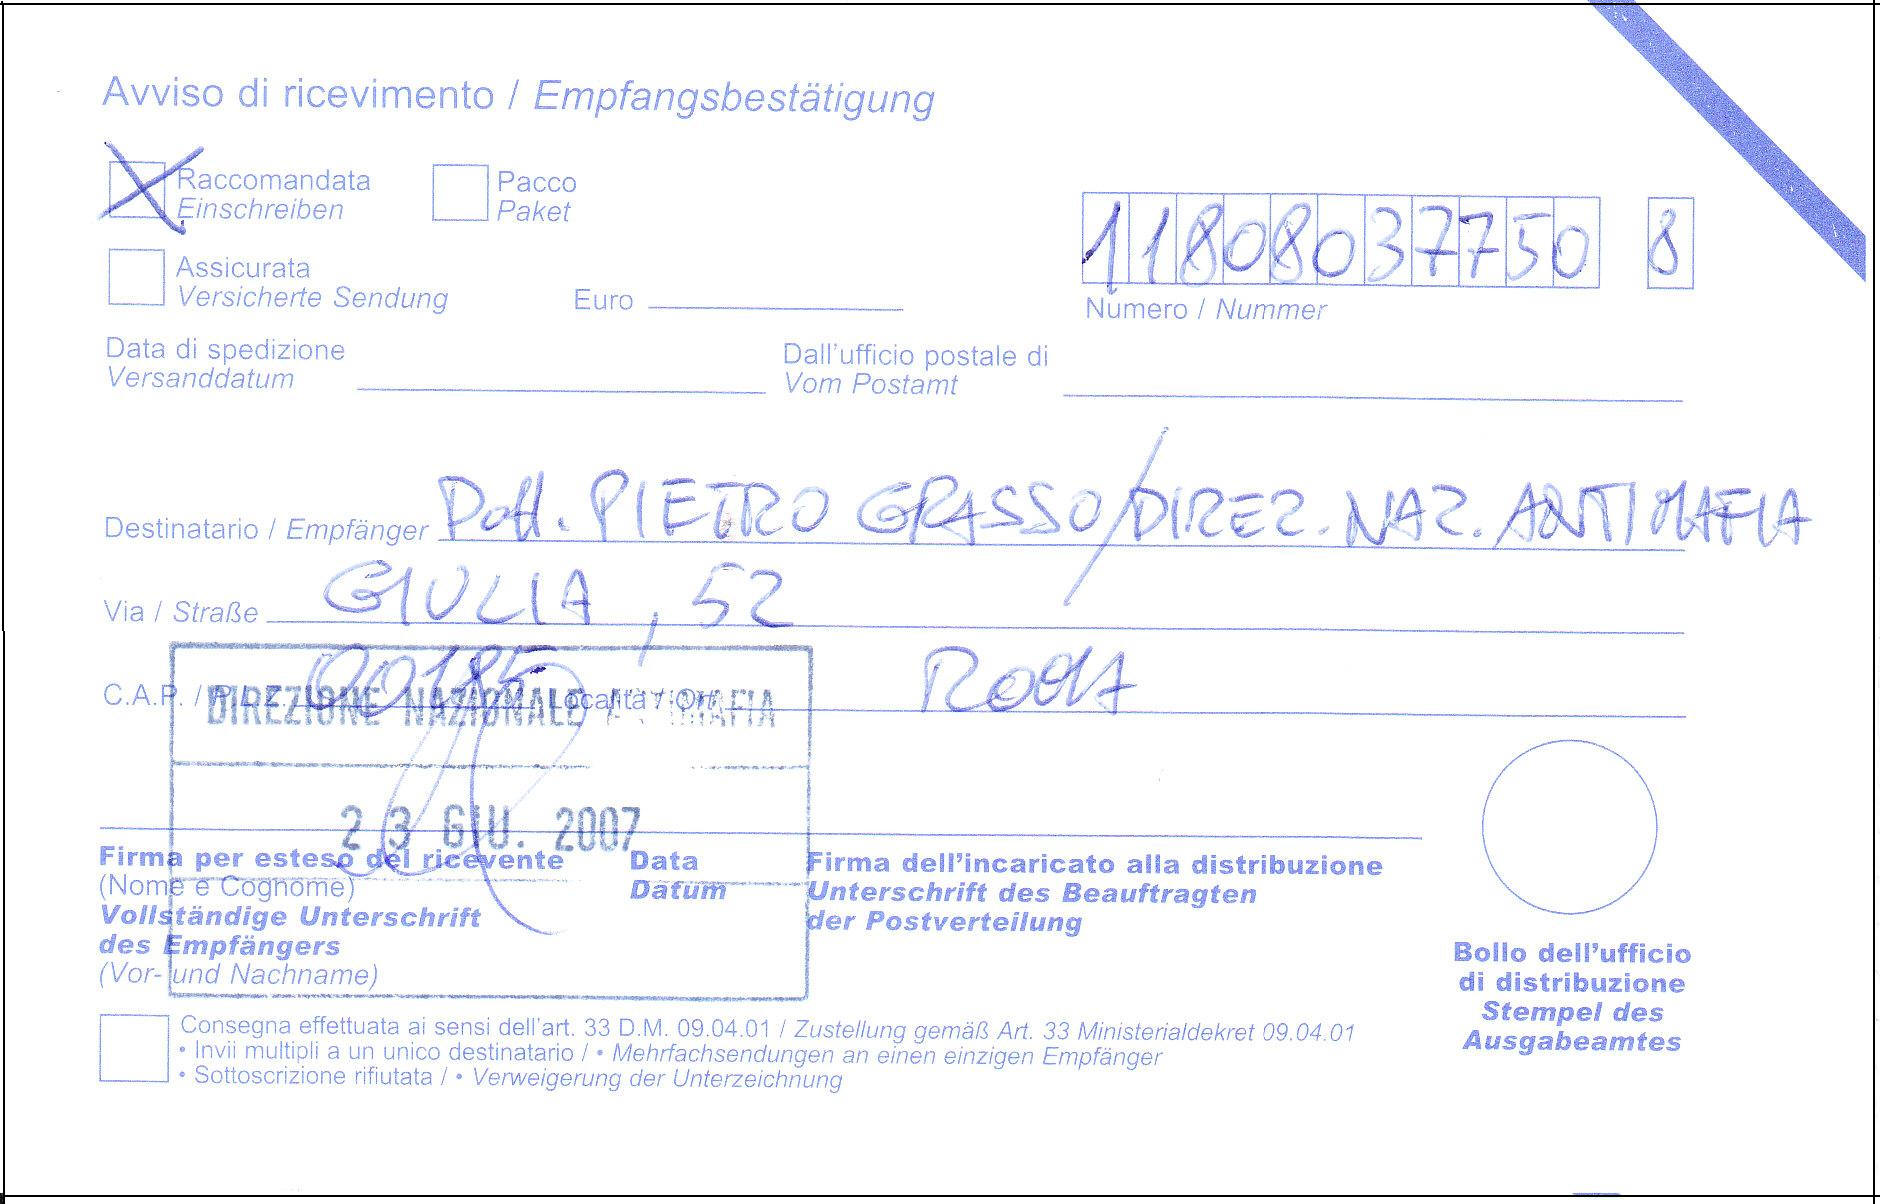 Avviso di ricevimento / Empfangsbestätigung
Raccomandata
Einschreiben
Pacco
Paket
11808037750 8
Numero / Nummer
Assicurata
Versicherte Sendung
Euro
Data di spedizione
Versanddatum
Dall'ufficio postale di
Vom Postamt
Destinatario / Empfänger Dott. PIETRO GRASSO/DIREZ. NAZ. ANTIMAFIA
Via / Straße GIULIA, 52
C.A.P. / P.L.Z. Località / Ort ROMA
DIREZIONE NAZIONALE ANTIMAFIA
23 GIU. 2007
Firma per esteso del ricevente
(Nome e Cognome)
Vollständige Unterschrift
des Empfängers
(Vor- und Nachname)
Data
Datum
Firma dell'incaricato alla distribuzione
Unterschrift des Beauftragten
der Postverteilung
Bollo dell'ufficio
di distribuzione
Stempel des
Ausgabeamtes
Consegna effettuata ai sensi dell'art. 33 D.M. 09.04.01 / Zustellung gemäß Art. 33 Ministerialdekret 09.04.01
• Invii multipli a un unico destinatario / • Mehrfachsendungen an einen einzigen Empfänger
• Sottoscrizione rifiutata / • Verweigerung der Unterzeichnung